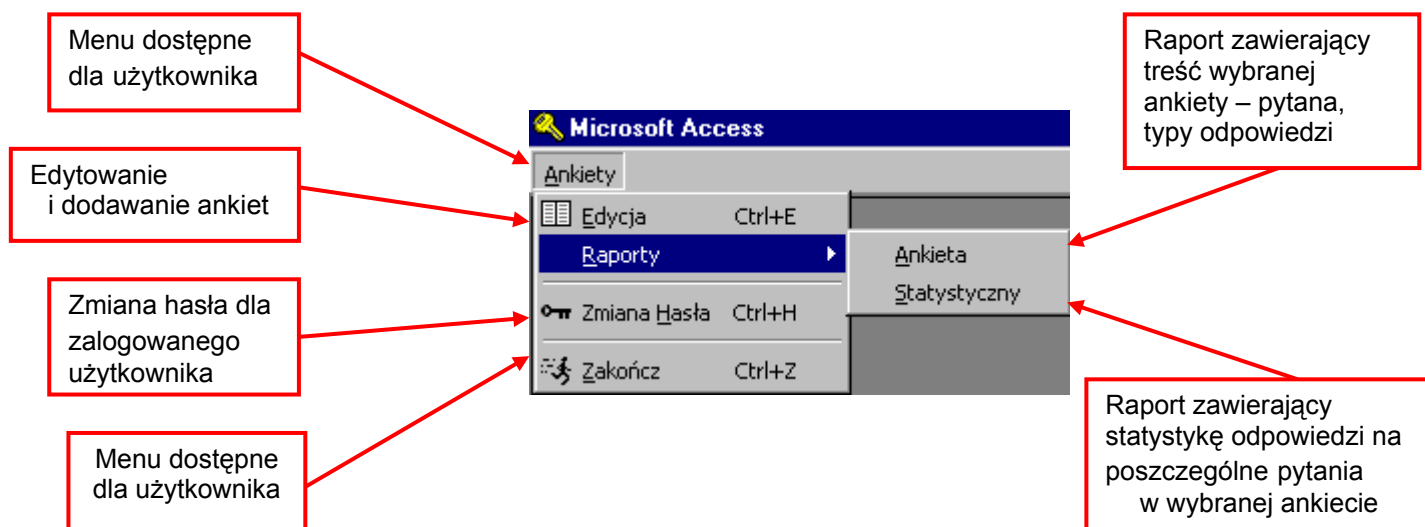 Menu dostępne
dla użytkownika
Edytowanie
i dodawanie ankiet
Zmiana hasła dla
zalogowanego
użytkownika
Menu dostępne
dla użytkownika
Microsoft Access
Ankiety
Edycja Ctrl+E
Raporty
Zmiana Hasła Ctrl+H
Zakończ Ctrl+Z
Ankieta
Statystyczny
Raport zawierający
treść wybranej
ankiety – pytana,
typy odpowiedzi
Raport zawierający
statystykę odpowiedzi na
poszczególne pytania
w wybranej ankiecie